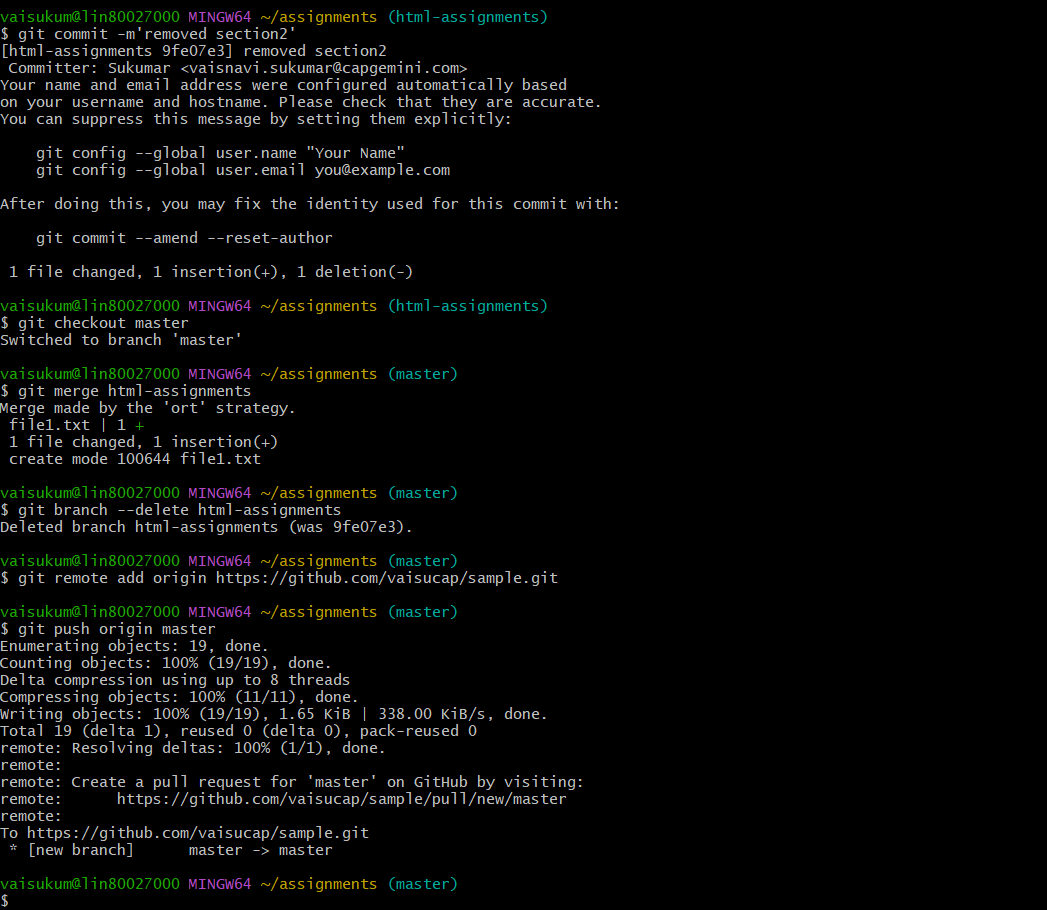 vaisukum@lin80027000 MINGW64 ~/assignments (html-assignments)
$ git commit -m'removed section2'
[html-assignments 9fe07e3] removed section2
 Committer: Sukumar <vaisnavi.sukumar@capgemini.com>
Your name and email address were configured automatically based
on your username and hostname. Please check that they are accurate.
You can suppress this message by setting them explicitly:

    git config --global user.name "Your Name"
    git config --global user.email you@example.com

After doing this, you may fix the identity used for this commit with:

    git commit --amend --reset-author

 1 file changed, 1 insertion(+), 1 deletion(-)

vaisukum@lin80027000 MINGW64 ~/assignments (html-assignments)
$ git checkout master
Switched to branch 'master'

vaisukum@lin80027000 MINGW64 ~/assignments (master)
$ git merge html-assignments
Merge made by the 'ort' strategy.
 file1.txt | 1 +
 1 file changed, 1 insertion(+)
 create mode 100644 file1.txt

vaisukum@lin80027000 MINGW64 ~/assignments (master)
$ git branch --delete html-assignments
Deleted branch html-assignments (was 9fe07e3).

vaisukum@lin80027000 MINGW64 ~/assignments (master)
$ git remote add origin https://github.com/vaisucap/sample.git

vaisukum@lin80027000 MINGW64 ~/assignments (master)
$ git push origin master
Enumerating objects: 19, done.
Counting objects: 100% (19/19), done.
Delta compression using up to 8 threads
Compressing objects: 100% (11/11), done.
Writing objects: 100% (19/19), 1.65 KiB | 338.00 KiB/s, done.
Total 19 (delta 1), reused 0 (delta 0), pack-reused 0
remote: Resolving deltas: 100% (1/1), done.
remote:
remote: Create a pull request for 'master' on GitHub by visiting:
remote:      https://github.com/vaisucap/sample/pull/new/master
remote:
To https://github.com/vaisucap/sample.git
 * [new branch]      master -> master

vaisukum@lin80027000 MINGW64 ~/assignments (master)
$